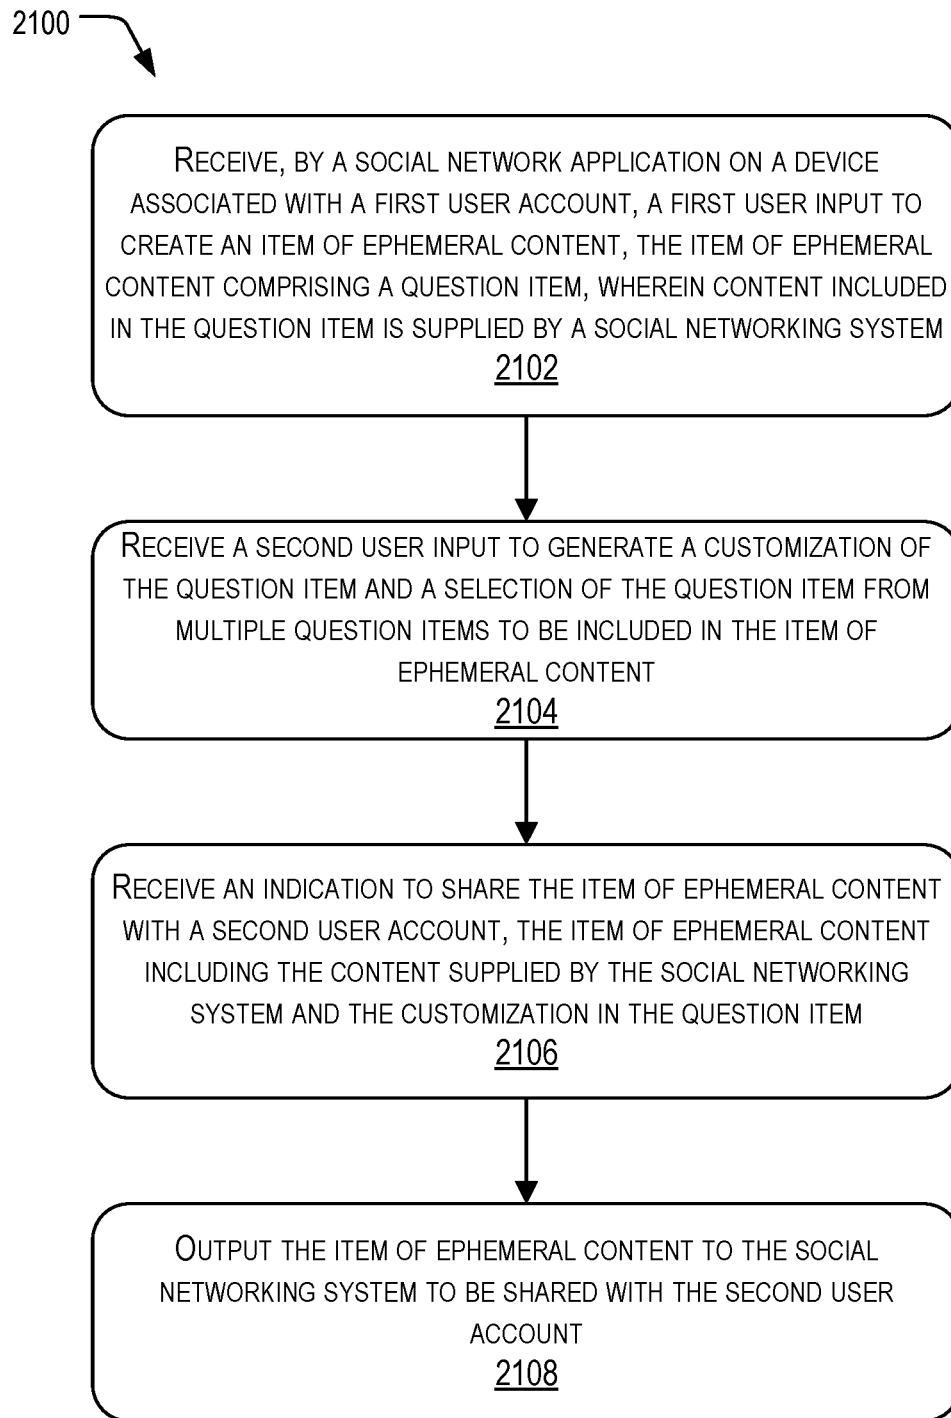 2100
RECEIVE, BY A SOCIAL NETWORK APPLICATION ON A DEVICE
ASSOCIATED WITH A FIRST USER ACCOUNT, A FIRST USER INPUT TO
CREATE AN ITEM OF EPHEMERAL CONTENT, THE ITEM OF EPHEMERAL
CONTENT COMPRISING A QUESTION ITEM, WHEREIN CONTENT INCLUDED
IN THE QUESTION ITEM IS SUPPLIED BY A SOCIAL NETWORKING SYSTEM
2102
RECEIVE A SECOND USER INPUT TO GENERATE A CUSTOMIZATION OF
THE QUESTION ITEM AND A SELECTION OF THE QUESTION ITEM FROM
MULTIPLE QUESTION ITEMS TO BE INCLUDED IN THE ITEM OF
EPHEMERAL CONTENT
2104
RECEIVE AN INDICATION TO SHARE THE ITEM OF EPHEMERAL CONTENT
WITH A SECOND USER ACCOUNT, THE ITEM OF EPHEMERAL CONTENT
INCLUDING THE CONTENT SUPPLIED BY THE SOCIAL NETWORKING
SYSTEM AND THE CUSTOMIZATION IN THE QUESTION ITEM
2106
OUTPUT THE ITEM OF EPHEMERAL CONTENT TO THE SOCIAL
NETWORKING SYSTEM TO BE SHARED WITH THE SECOND USER
ACCOUNT
2108